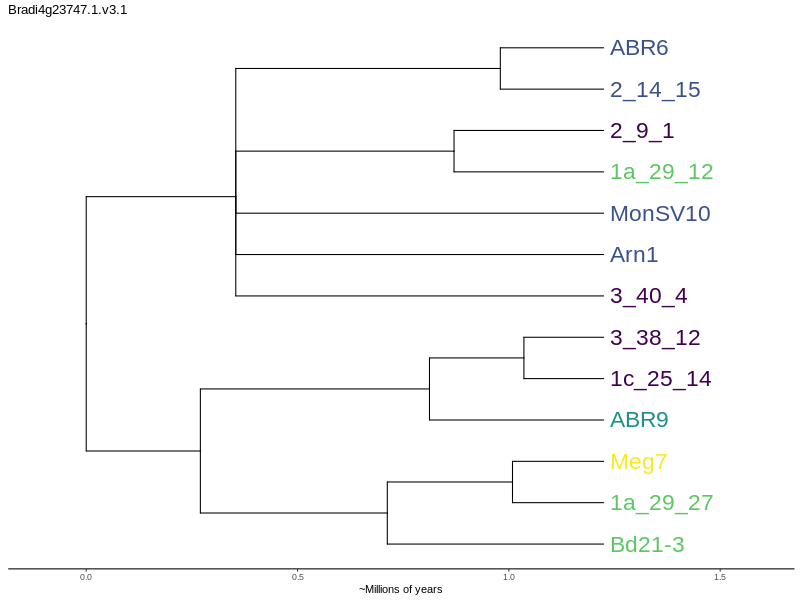 Bradi4g23747.1.v3.1
ABR6
2_14_15
2_9_1
1a_29_12
MonSV10
Arn1
3_40_4
3_38_12
1c_25_14
ABR9
Meg7
1a_29_27
Bd21-3
0.0 0.5 1.0 1.5
~Millions of years